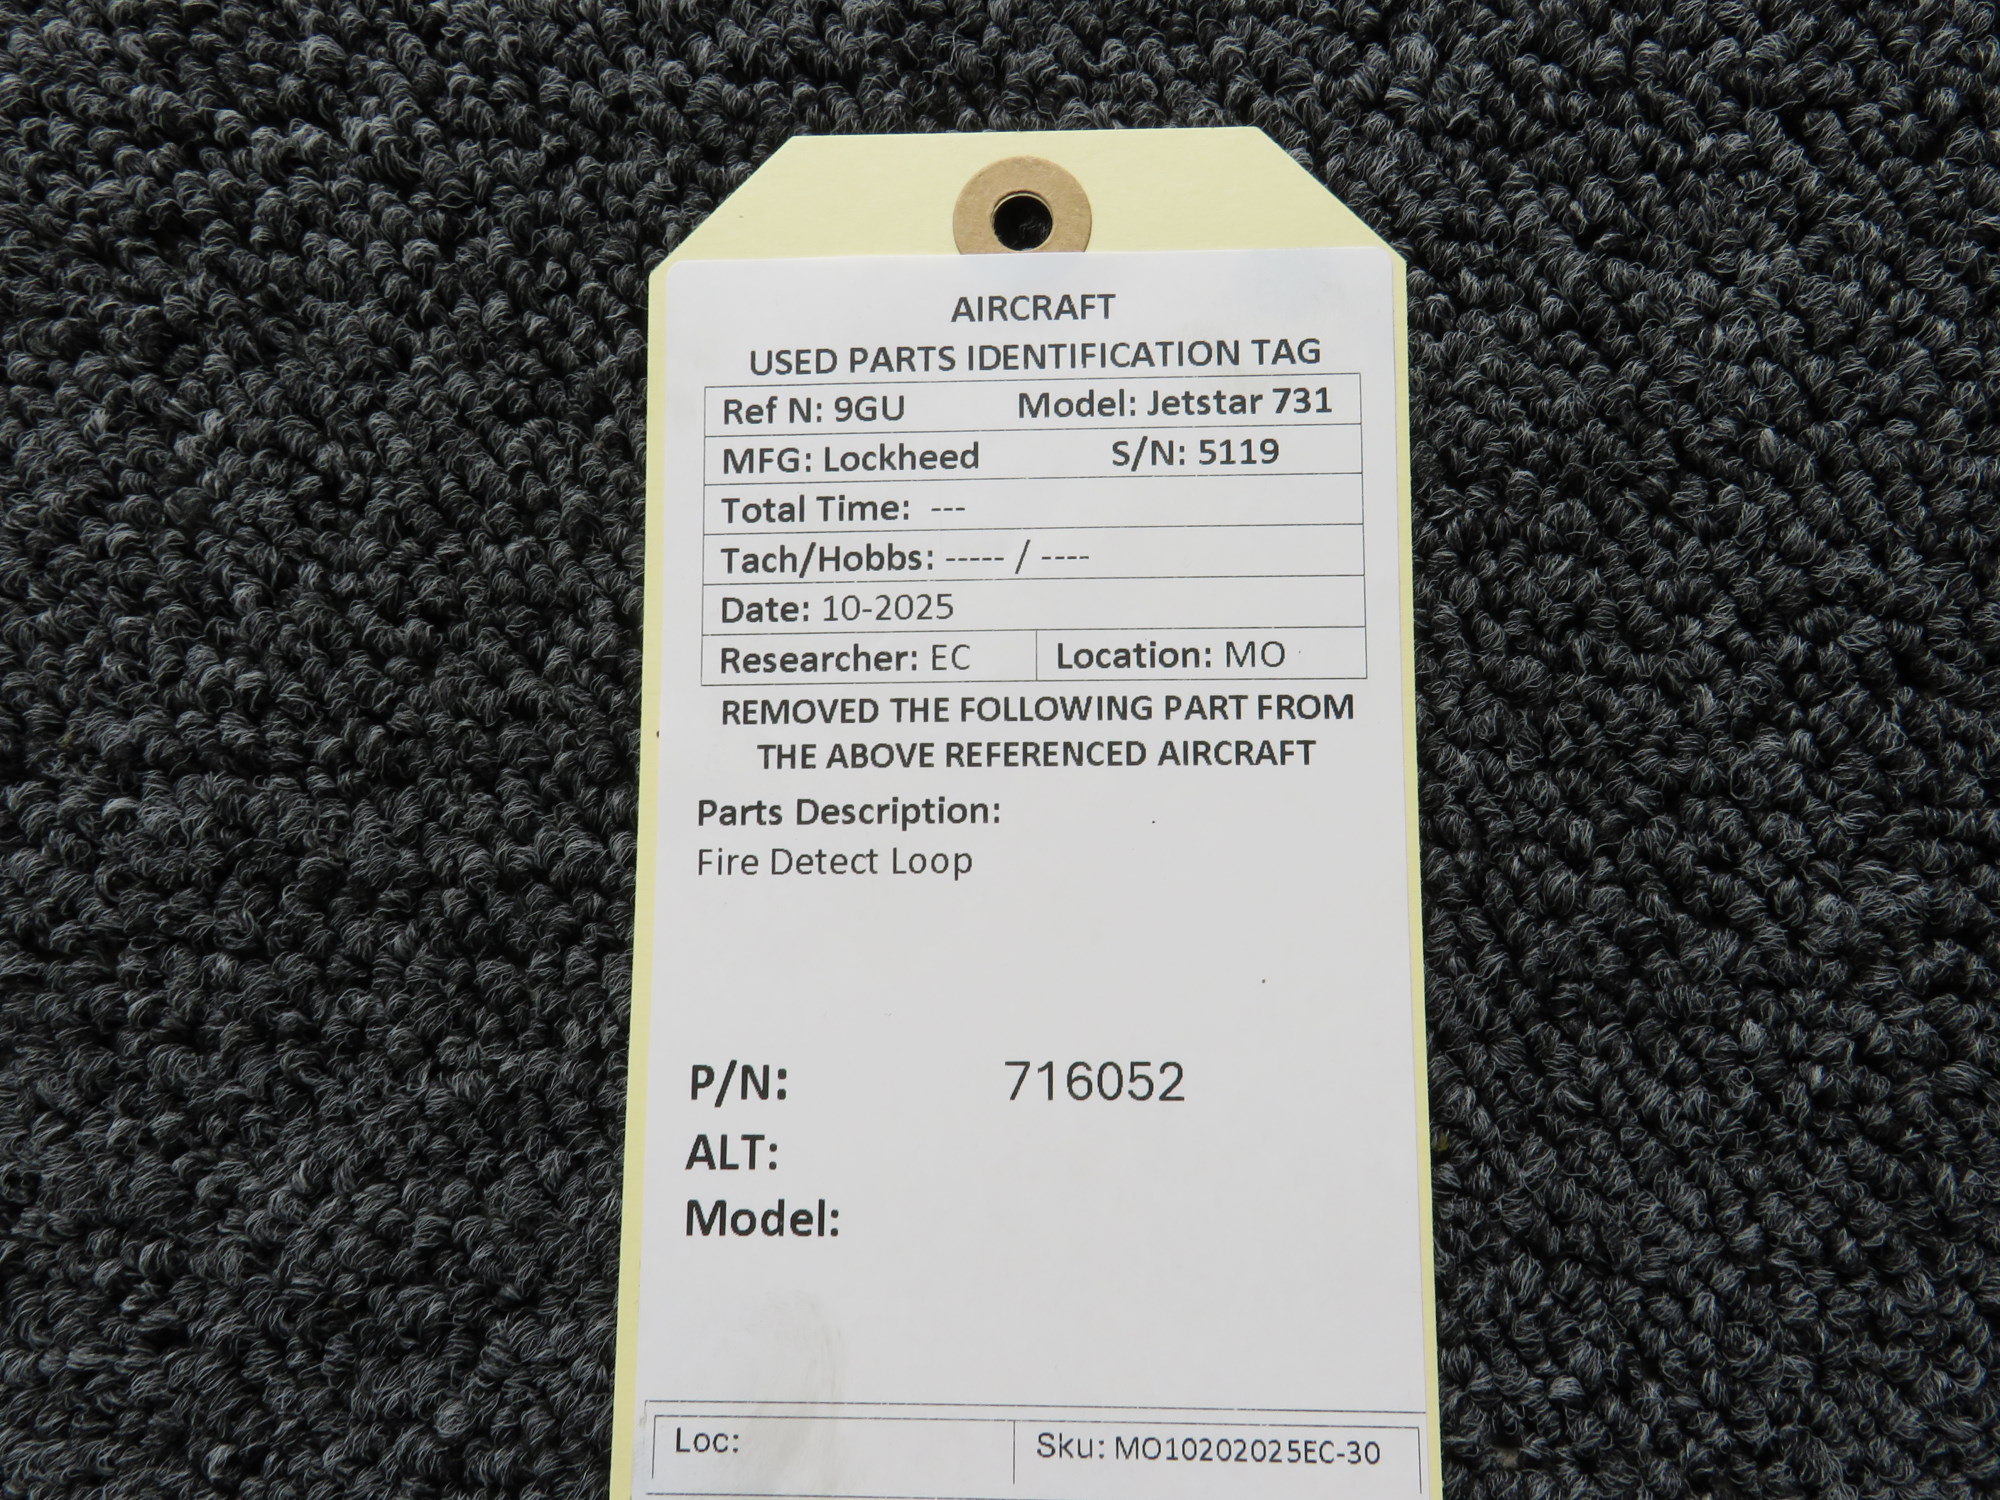 AIRCRAFT
USED PARTS IDENTIFICATION TAG
Ref N: 9GU Model: Jetstar 731
MFG: Lockheed S/N: 5119
Total Time: ---
Tach/Hobbs: ----- / ----
Date: 10-2025
Researcher: EC Location: MO
REMOVED THE FOLLOWING PART FROM
THE ABOVE REFERENCED AIRCRAFT
Parts Description:
Fire Detect Loop
P/N: 716052
ALT:
Model:
Loc: Sku: MO10202025EC-30